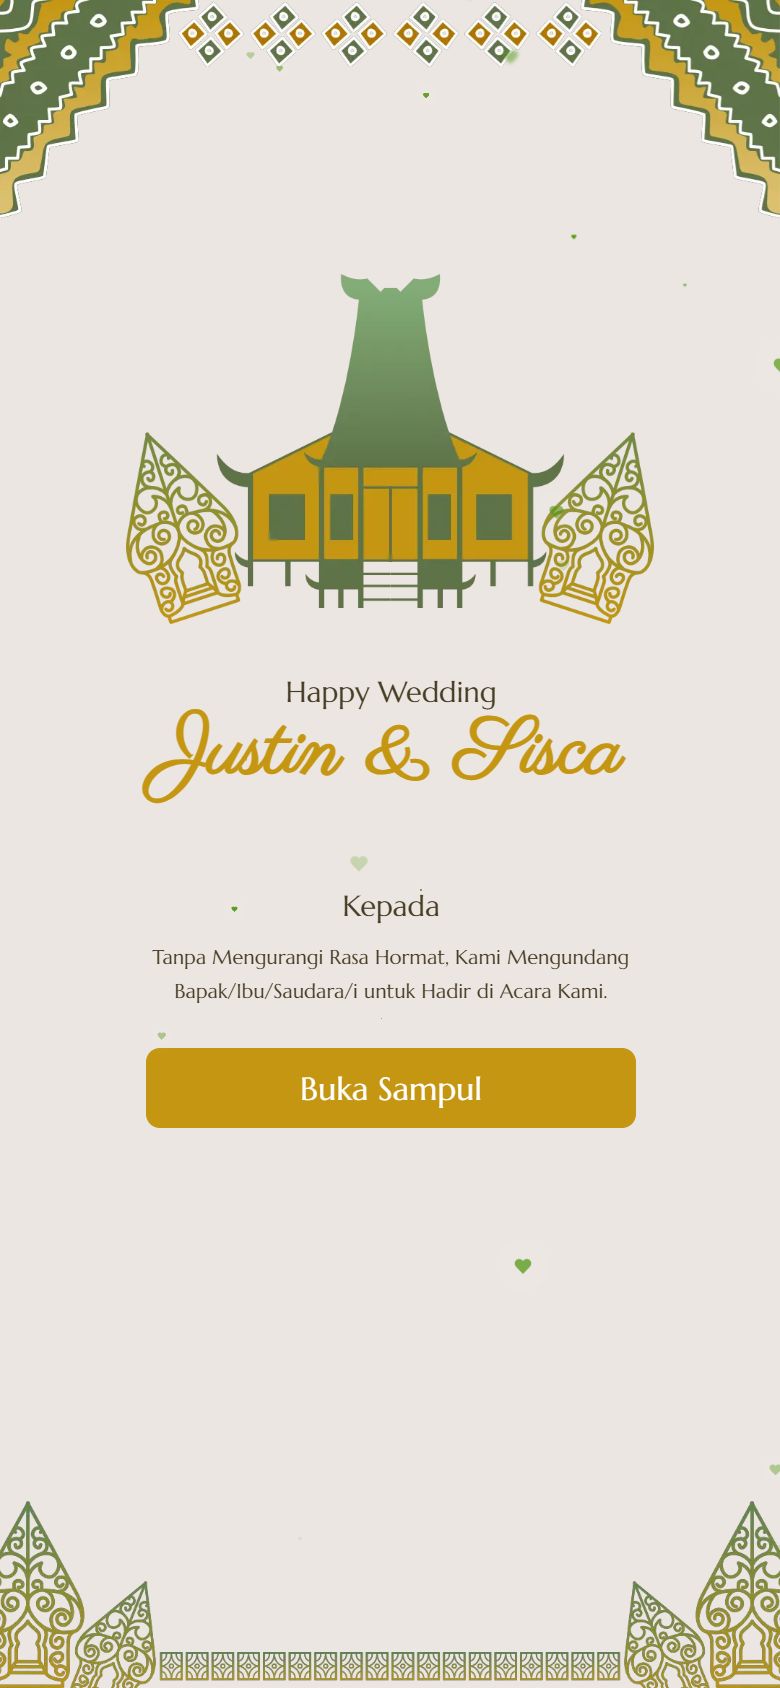 Happy Wedding
Justin & Sisca
Kepada
Tanpa Mengurangi Rasa Hormat, Kami Mengundang
Bapak/Ibu/Saudara/i untuk Hadir di Acara Kami.
Buka Sampul